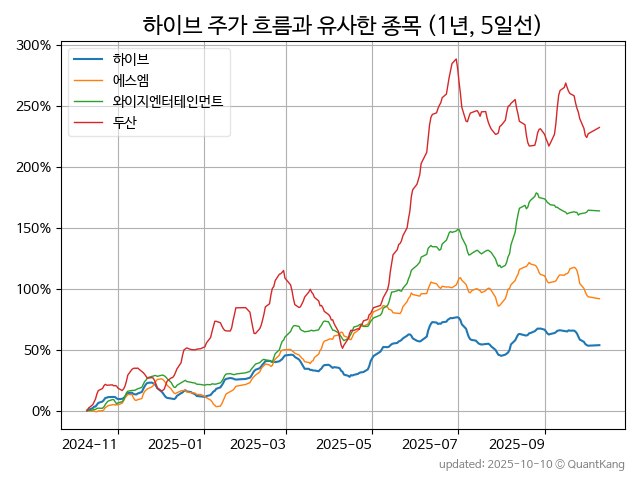 하이브 주가 흐름과 유사한 종목 (1년, 5일선)
하이브
에스엠
와이지엔터테인먼트
두산
300%
250%
200%
150%
100%
50%
0%
2024-11
2025-01
2025-03
2025-05
2025-07
2025-09
updated: 2025-10-10 © QuantKang